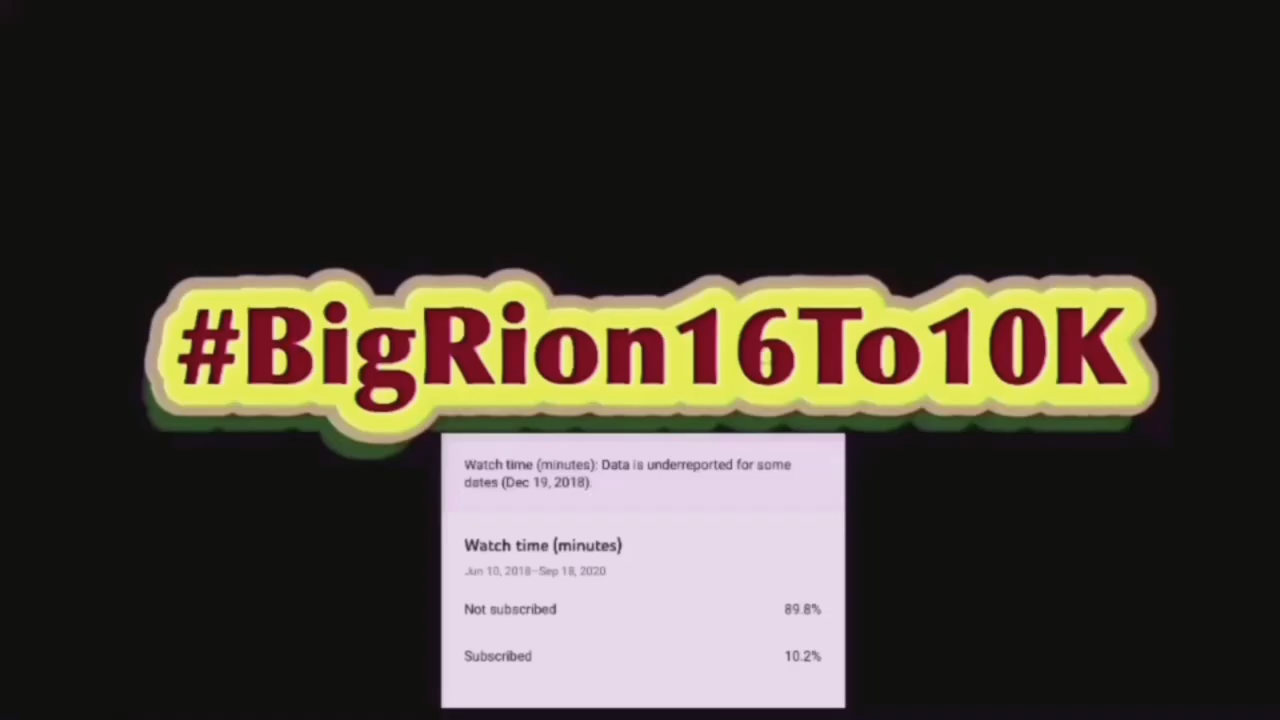 #BigRion16To10K
Watch time (minutes): Data is underreported for some
dates (Dec 19, 2018).
Watch time (minutes)
Jun 10, 2018–Sep 18, 2020
Not subscribed 89.8%
Subscribed 10.2%